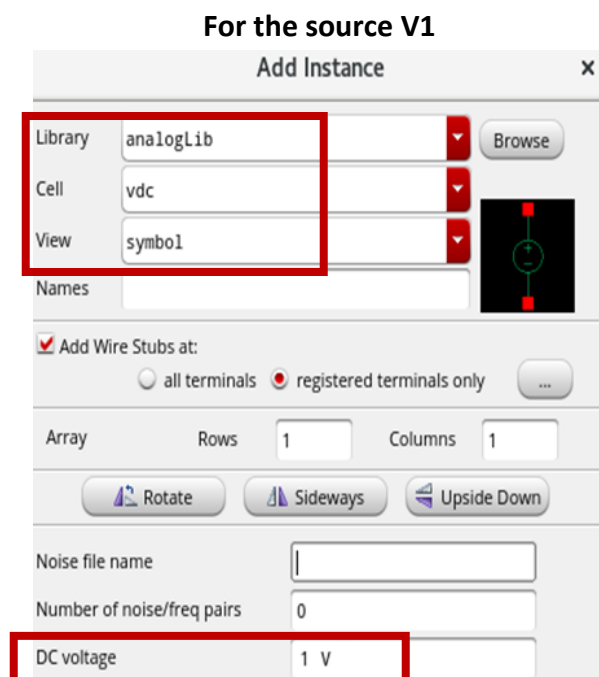 For the source V1
Add Instance ×
Library analogLib Browse
Cell vdc
View symbol
Names
Add Wire Stubs at:
all terminals registered terminals only ...
Array Rows 1 Columns 1
Rotate Sideways Upside Down
Noise file name
Number of noise/freq pairs 0
DC voltage 1 V